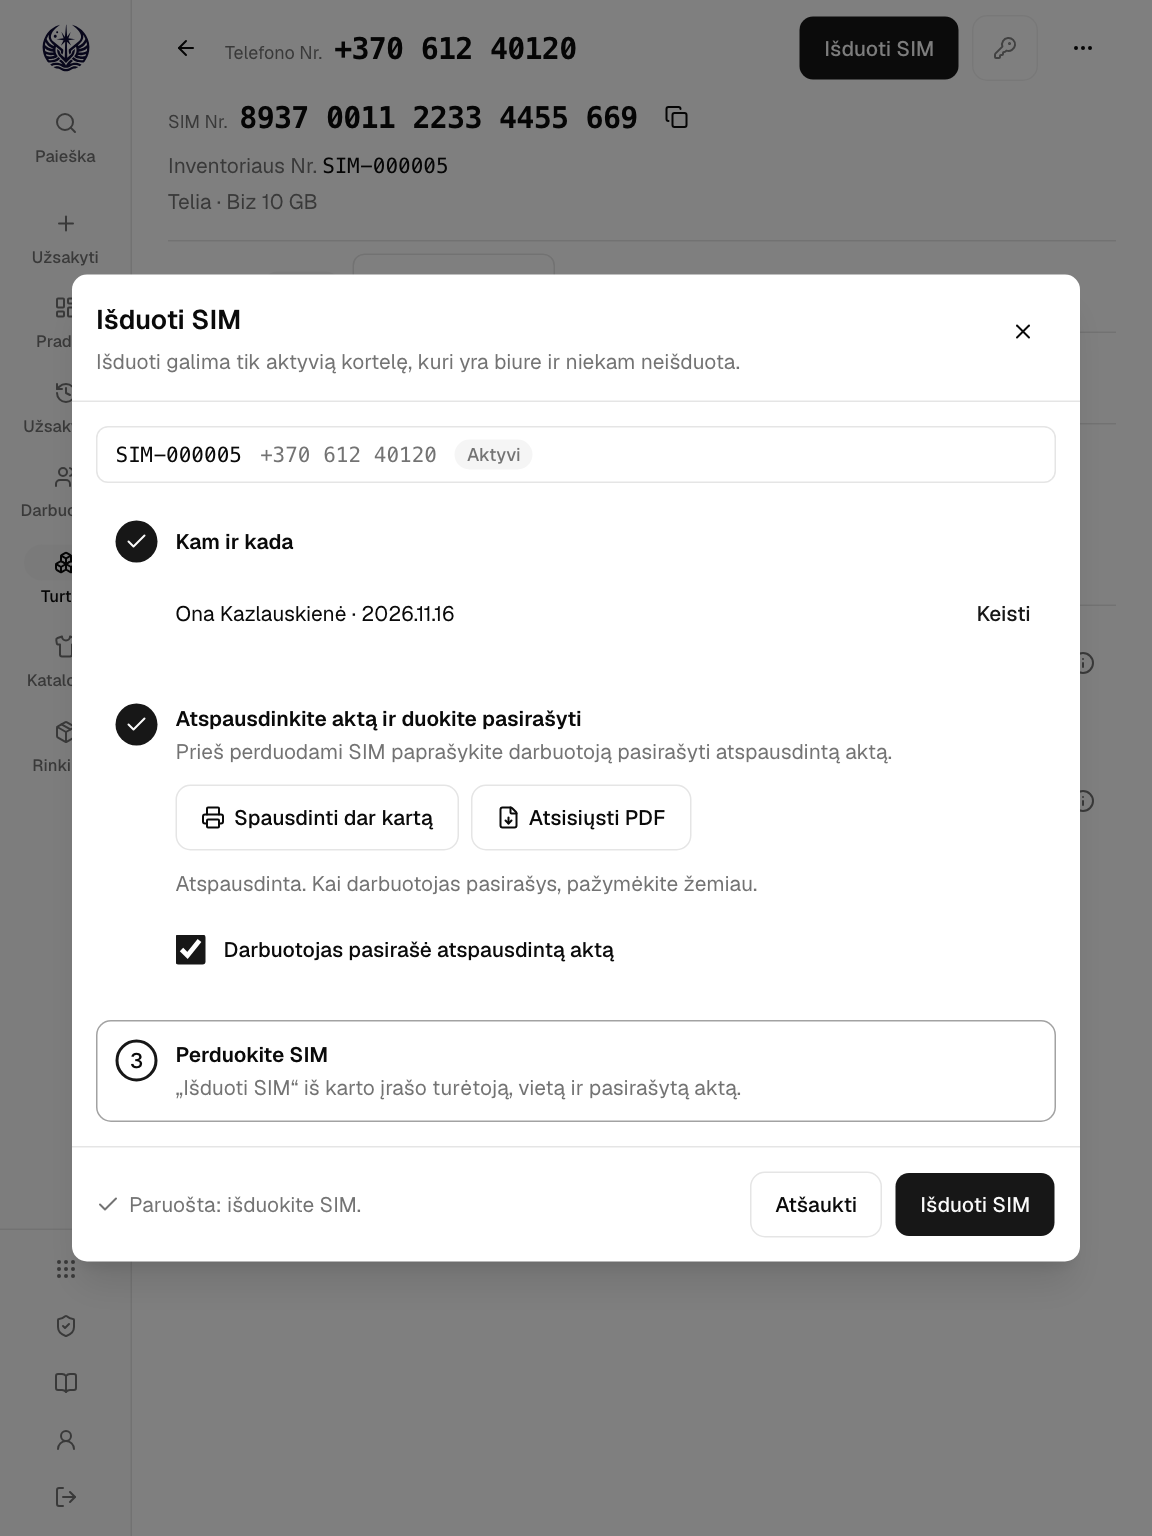 Telefono Nr. +370 612 40120
Išduoti SIM
SIM Nr. 8937 0011 2233 4455 669
Inventoriaus Nr. SIM-000005
Telia · Biz 10 GB
Paieška
Užsakyti
Turt
Išduoti SIM
Išduoti galima tik aktyvią kortelę, kuri yra biure ir niekam neišduota.
SIM-000005 +370 612 40120 Aktyvi
Kam ir kada
Ona Kazlauskienė · 2026.11.16
Keisti
Atspausdinkite aktą ir duokite pasirašyti
Prieš perduodami SIM paprašykite darbuotoją pasirašyti atspausdintą aktą.
Spausdinti dar kartą
Atsisiųsti PDF
Atspausdinta. Kai darbuotojas pasirašys, pažymėkite žemiau.
Darbuotojas pasirašė atspausdintą aktą
3 Perduokite SIM
„Išduoti SIM“ iš karto įrašo turėtoją, vietą ir pasirašytą aktą.
Paruošta: išduokite SIM.
Atšaukti
Išduoti SIM